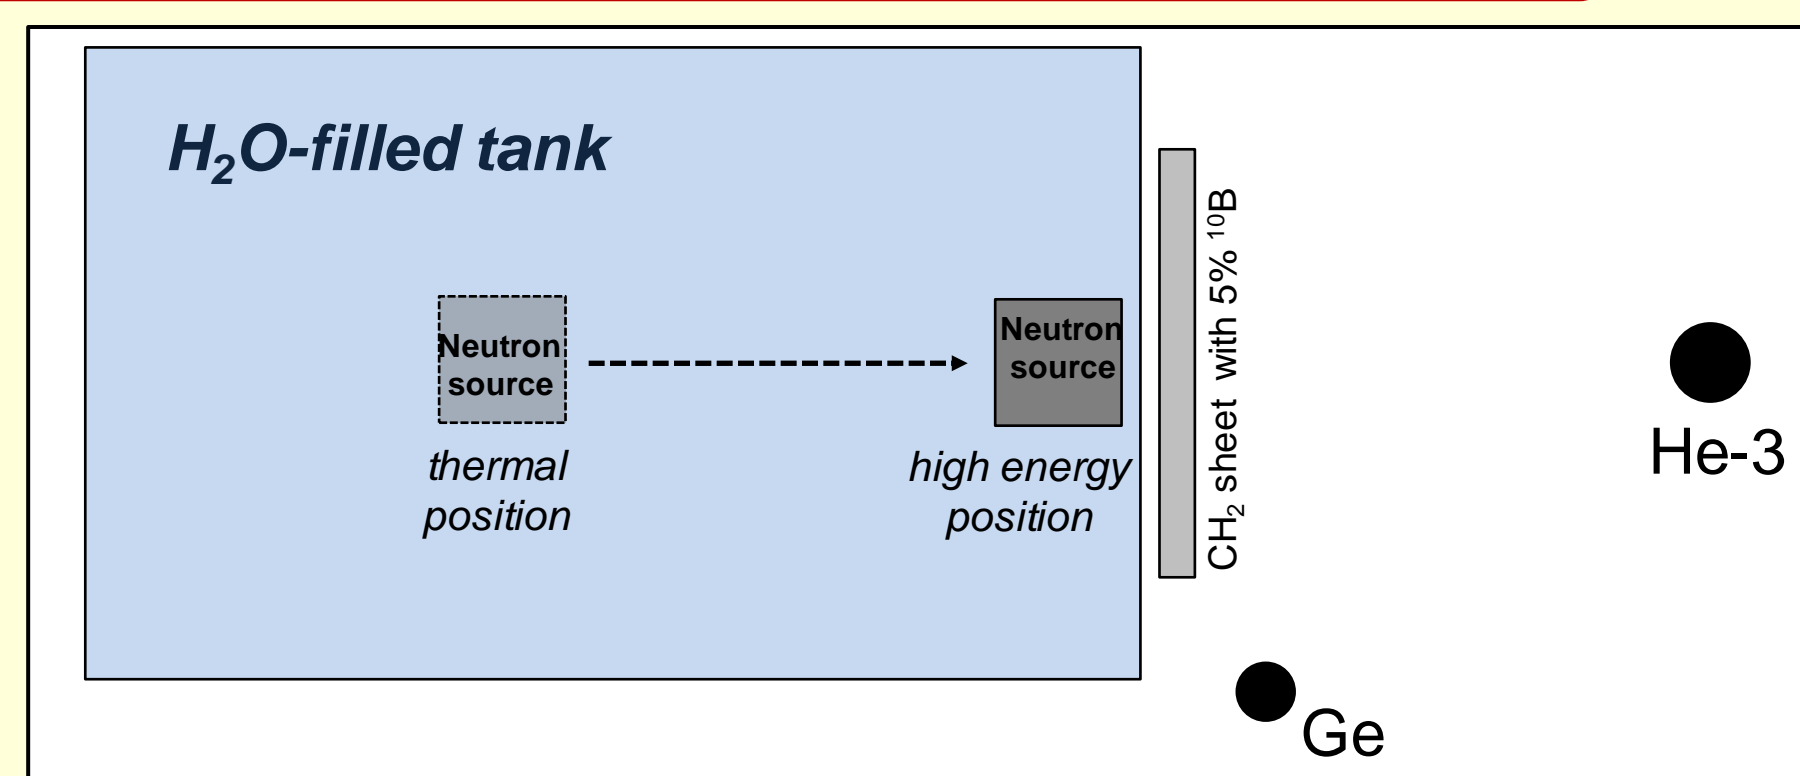 H₂O-filled tank
Neutron
source
thermal
position
Neutron
source
high energy
position
CH₂ sheet with 5% ¹⁰B
He-3
Ge